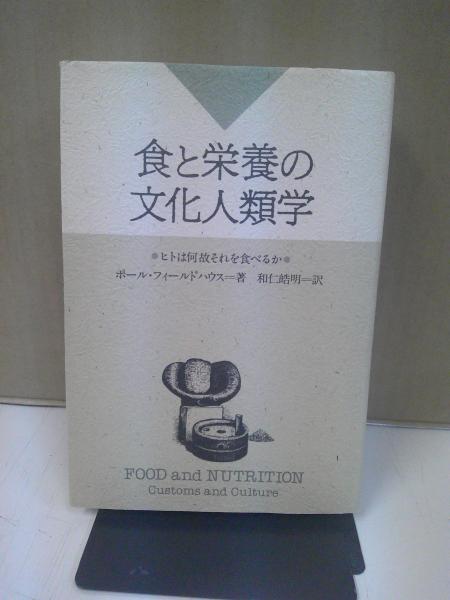 食と栄養の
文化人類学
●ヒトは何故それを食べるか●
ポール・フィールドハウス＝著 和仁皓明＝訳
FOOD and NUTRITION
Customs and Culture